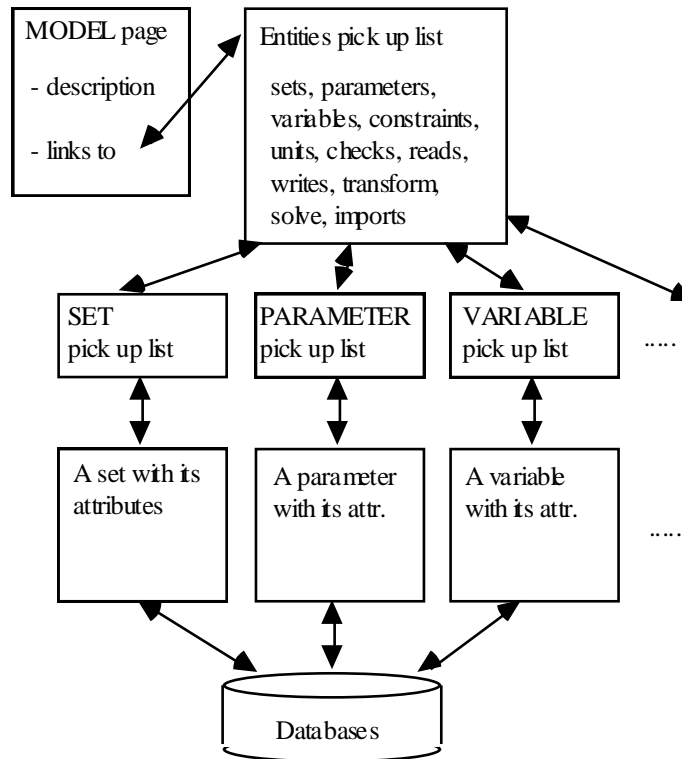 MODEL page
- description
- links to
Entities pick up list
sets, parameters,
variables, constraints,
units, checks, reads,
writes, transform,
solve, imports
SET
pick up list
PARAMETER
pick up list
VARIABLE
pick up list
.....
A set with its
attributes
A parameter
with its attr.
A variable
with its attr.
.....
Databases